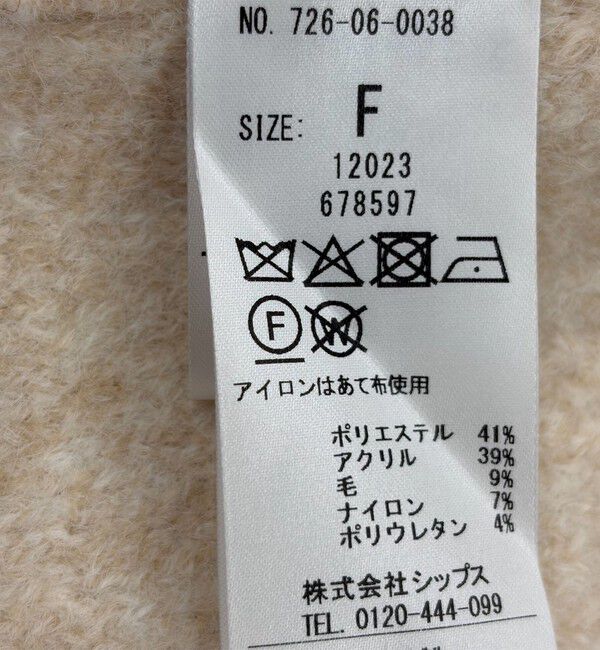 NO. 726-06-0038
SIZE: F
12023
678597
F W
アイロンはあて布使用
ポリエステル 41%
アクリル 39%
毛 9%
ナイロン 7%
ポリウレタン 4%
株式会社シップス
TEL. 0120-444-099